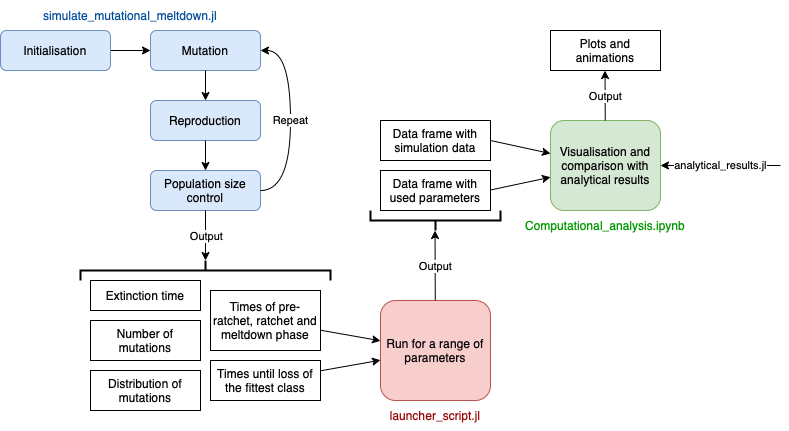 simulate_mutational_meltdown.jl
Initialisation
Mutation
Reproduction
Repeat
Population size
control
Output
Extinction time
Number of
mutations
Distribution of
mutations
Times of pre-
ratchet, ratchet and
meltdown phase
Times until loss of
the fittest class
Run for a range of
parameters
launcher_script.jl
Output
Data frame with
simulation data
Data frame with
used parameters
Plots and
animations
Output
Visualisation and
comparison with
analytical results
analytical_results.jl
Computational_analysis.ipynb